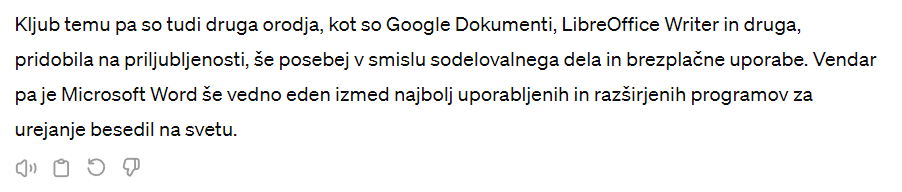 Kljub temu pa so tudi druga orodja, kot so Google Dokumenti, LibreOffice Writer in druga,
pridobila na priljubljenosti, še posebej v smislu sodelovalnega dela in brezplačne uporabe. Vendar
pa je Microsoft Word še vedno eden izmed najbolj uporabljenih in razširjenih programov za
urejanje besedil na svetu.